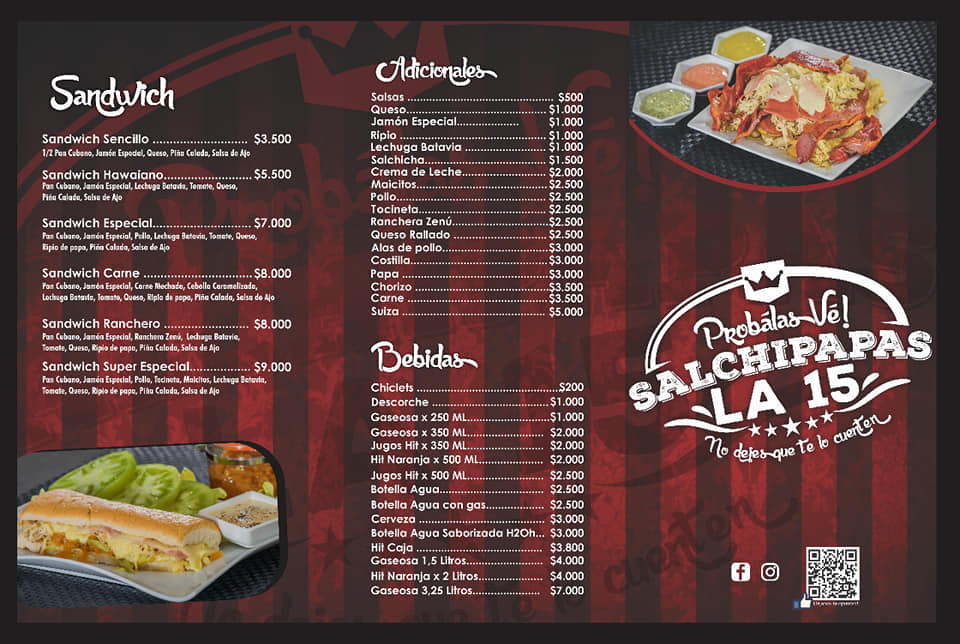 Sandwich
Sandwich Sencillo ............................ $3.500
1/2 Pan Cubano, Jamón Especial, Queso, Piña Calada, Salsa de Ajo
Sandwich Hawaiano.......................$5.500
Pan Cubano, Jamón Especial, Lechuga Batavia, Tomate, Queso,
Piña Calada, Salsa de Ajo
Sandwich Especial..........................$7.000
Pan Cubano, Jamón Especial, Pollo, Lechuga Batavia, Tomate, Queso,
Ripio de papa, Piña Calada, Salsa de Ajo
Sandwich Carne ............................$8.000
Pan Cubano, Jamón Especial, Carne Mechada, Cebolla Caramelizada,
Lechuga Batavia, Tomate, Queso, Ripio de papa, Piña Calada, Salsa de Ajo
Sandwich Ranchero ...................... $8.000
Pan Cubano, Jamón Especial, Ranchera Zenú, Lechuga Batavia,
Tomate, Queso, Ripio de papa, Piña Calada, Salsa de Ajo
Sandwich Super Especial................$9.000
Pan Cubano, Jamón Especial, Pollo, Tocineta, Maicitos, Lechuga Batavia,
Tomate, Queso, Ripio de papa, Piña Calada, Salsa de Ajo
Adicionales
Salsas ........................................ $500
Queso ........................................ $1.000
Jamón Especial................. $1.000
Ripio ........................................ $1.000
Lechuga Batavia ...................... $1.000
Salchicha.................................. $1.500
Crema de Leche...................... $2.000
Maicitos.................................... $2.500
Pollo........................................ $2.500
Tocineta.................................... $2.500
Ranchera Zenú........................ $2.500
Queso Rallado ........................ $2.500
Alas de pollo............................ $3.000
Costilla...................................... $3.000
Papa ........................................ $3.000
Chorizo .................................... $3.500
Carne ...................................... $3.500
Suiza ........................................ $5.000
Bebidas
Chiclets ....................................$200
Descorche ................................$1.000
Gaseosa x 250 ML......................$1.000
Gaseosa x 350 ML...................... $2.000
Jugos Hit x 350 ML.................... $2.000
Hit Naranja x 500 ML.................. $2.000
Jugos Hit x 500 ML.................... $2.500
Botella Agua............................ $2.500
Botella Agua con gas................ $2.500
Cerveza .................................. $3.000
Botella Agua Saborizada H2Oh... $3.000
Hit Caja .................................. $3.800
Gaseosa 1,5 Litros.................... $4.000
Hit Naranja x 2 Litros.................. $4.000
Gaseosa 3,25 Litros.................... $7.000
Probálas Vé!
SALCHIPAPAS
LA 15
No dejes que te lo cuenten